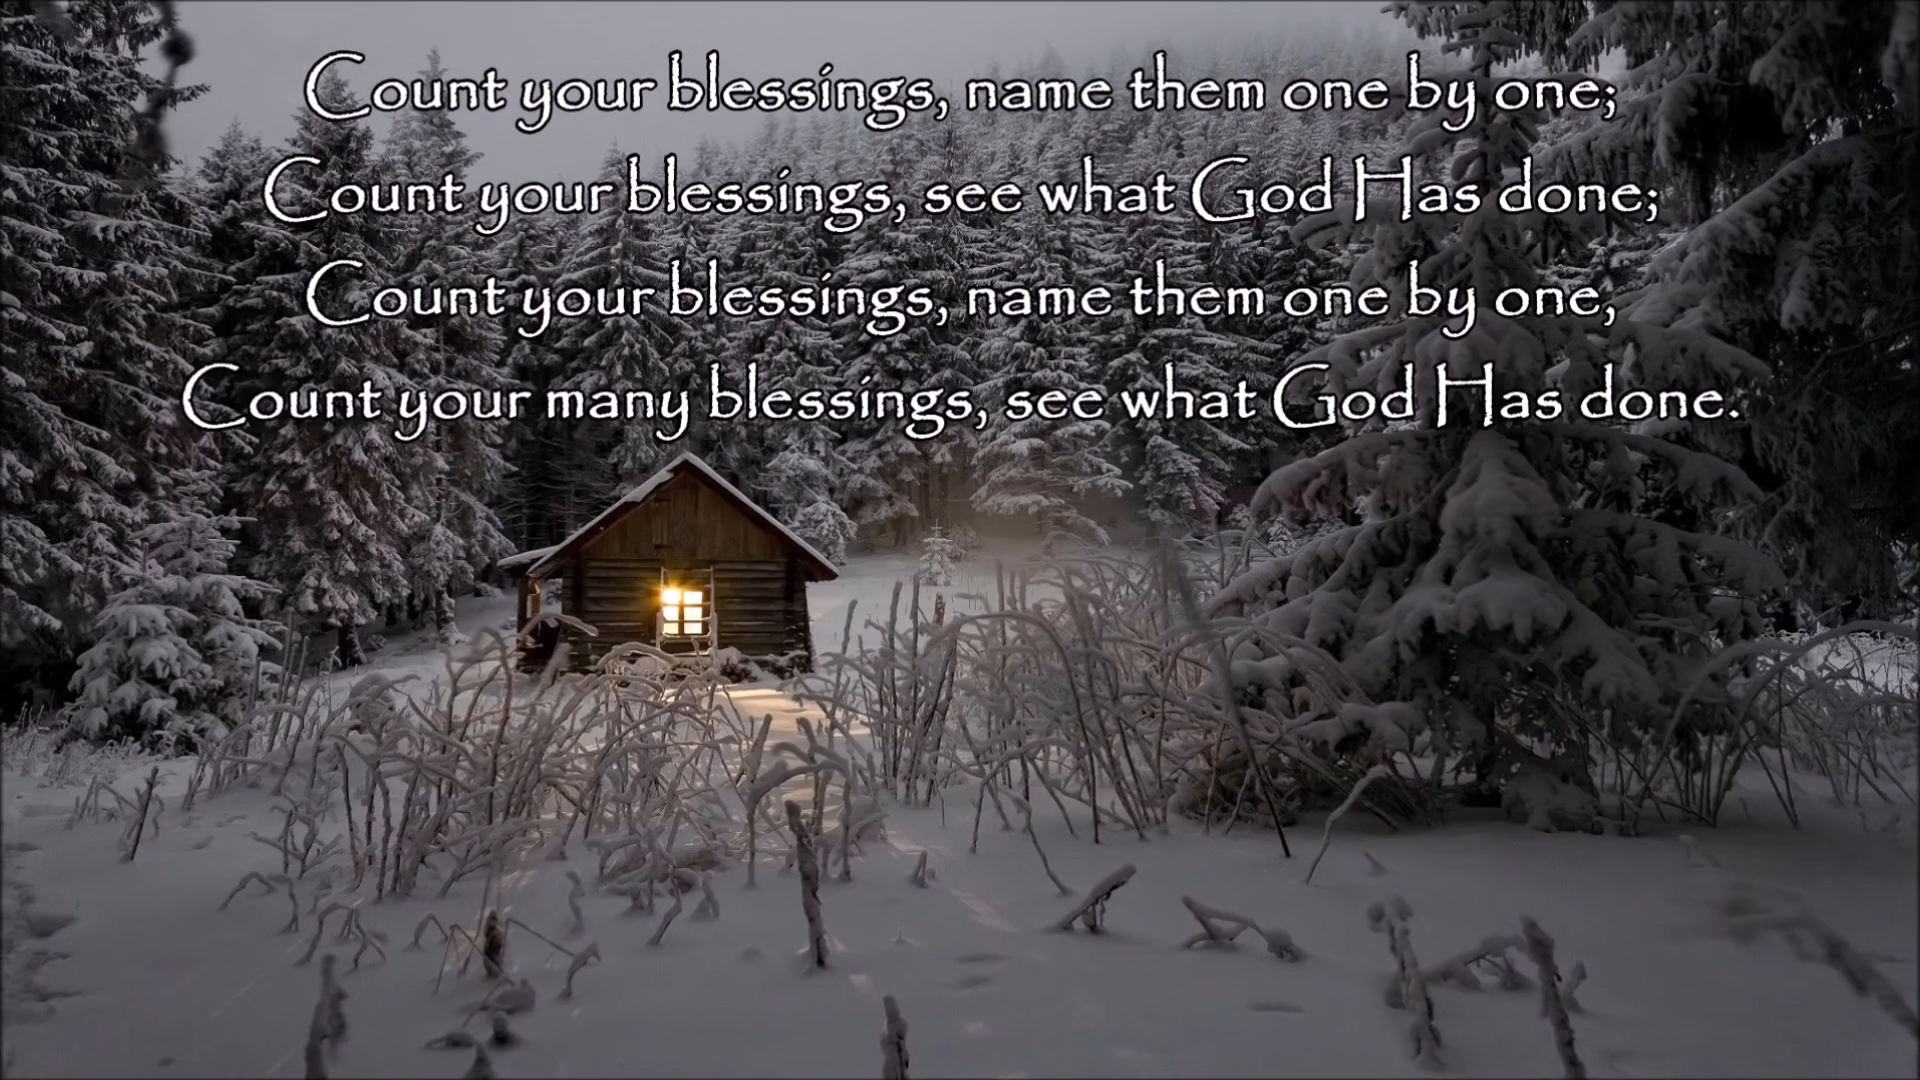 Count your blessings, name them one by one;
Count your blessings, see what God Has done;
Count your blessings, name them one by one,
Count your many blessings, see what God Has done.